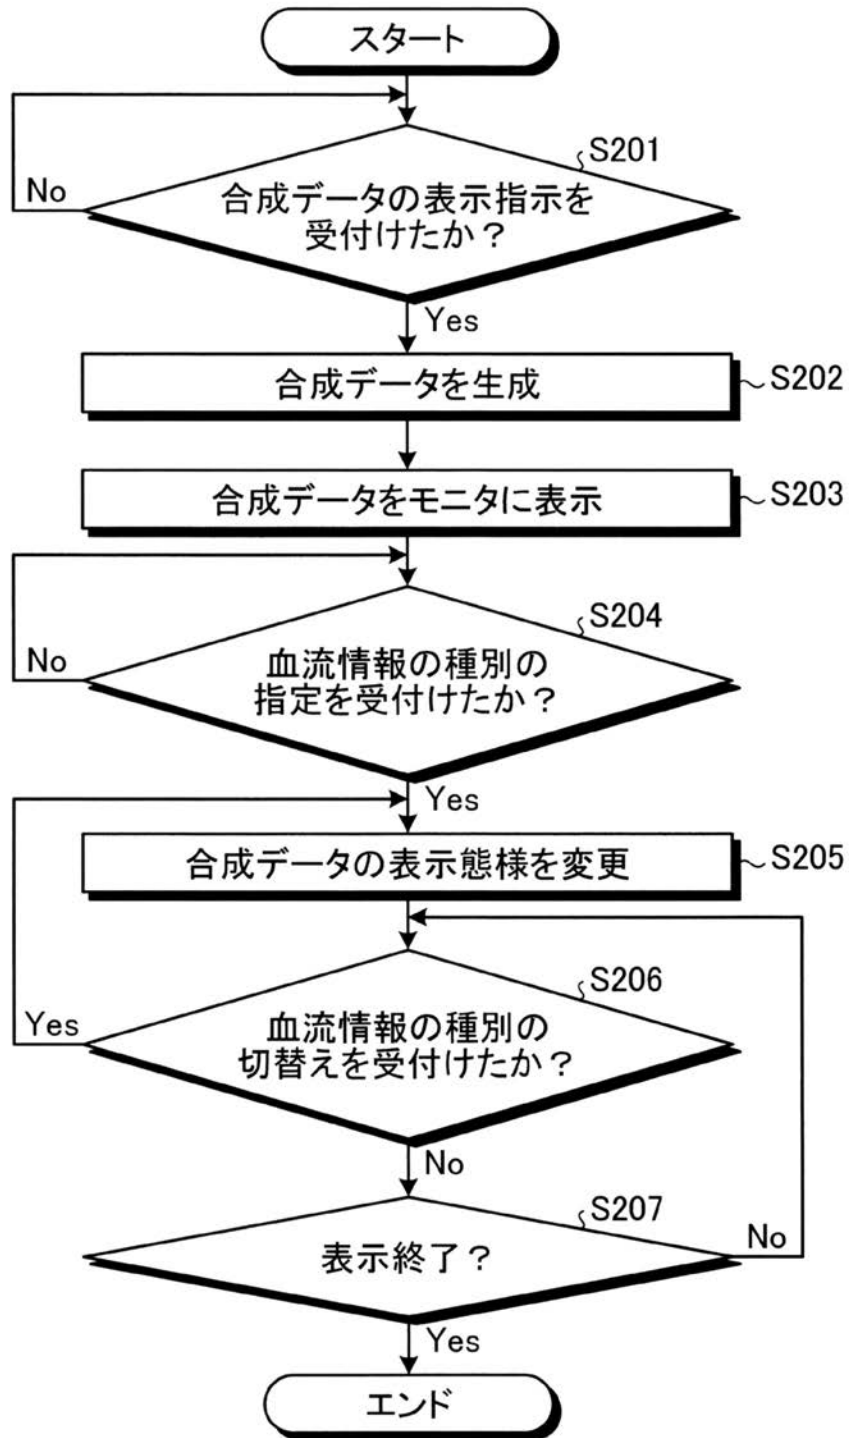 スタート
S201
No
合成データの表示指示を
受付けたか？
Yes
合成データを生成
S202
合成データをモニタに表示
S203
S204
No
血流情報の種別の
指定を受付けたか？
Yes
合成データの表示態様を変更
S205
S206
Yes
血流情報の種別の
切替えを受付けたか？
No
S207
表示終了？
No
Yes
エンド